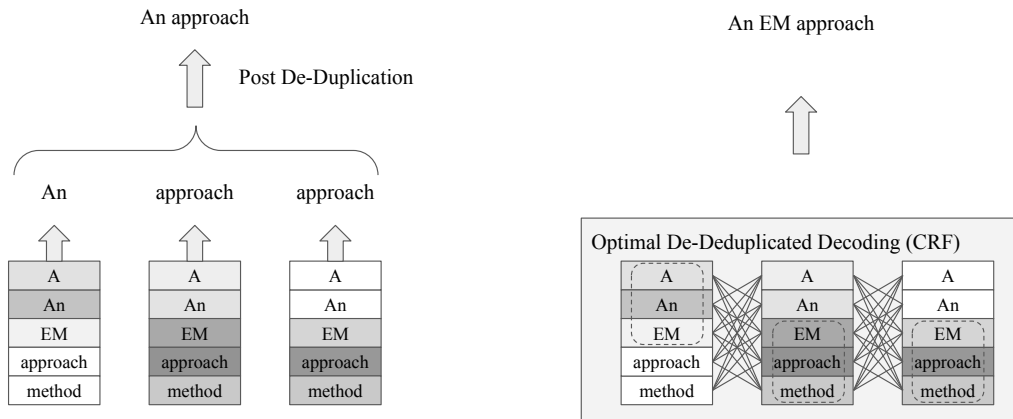 An approach
Post De-Duplication
An approach approach
A A A
An An An
EM EM EM
approach approach approach
method method method
An EM approach
Optimal De-Deduplicated Decoding (CRF)
A A A
An An An
EM EM EM
approach approach approach
method method method